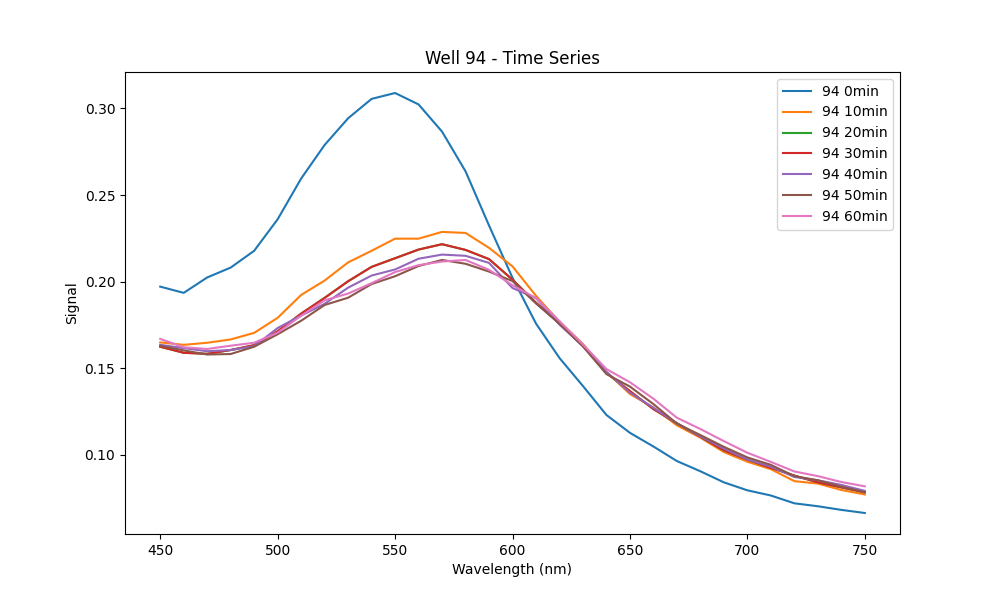 Well 94 - Time Series
94 0min
94 10min
94 20min
94 30min
94 40min
94 50min
94 60min
0.30
0.25
0.20
0.15
0.10
Signal
450 500 550 600 650 700 750
Wavelength (nm)